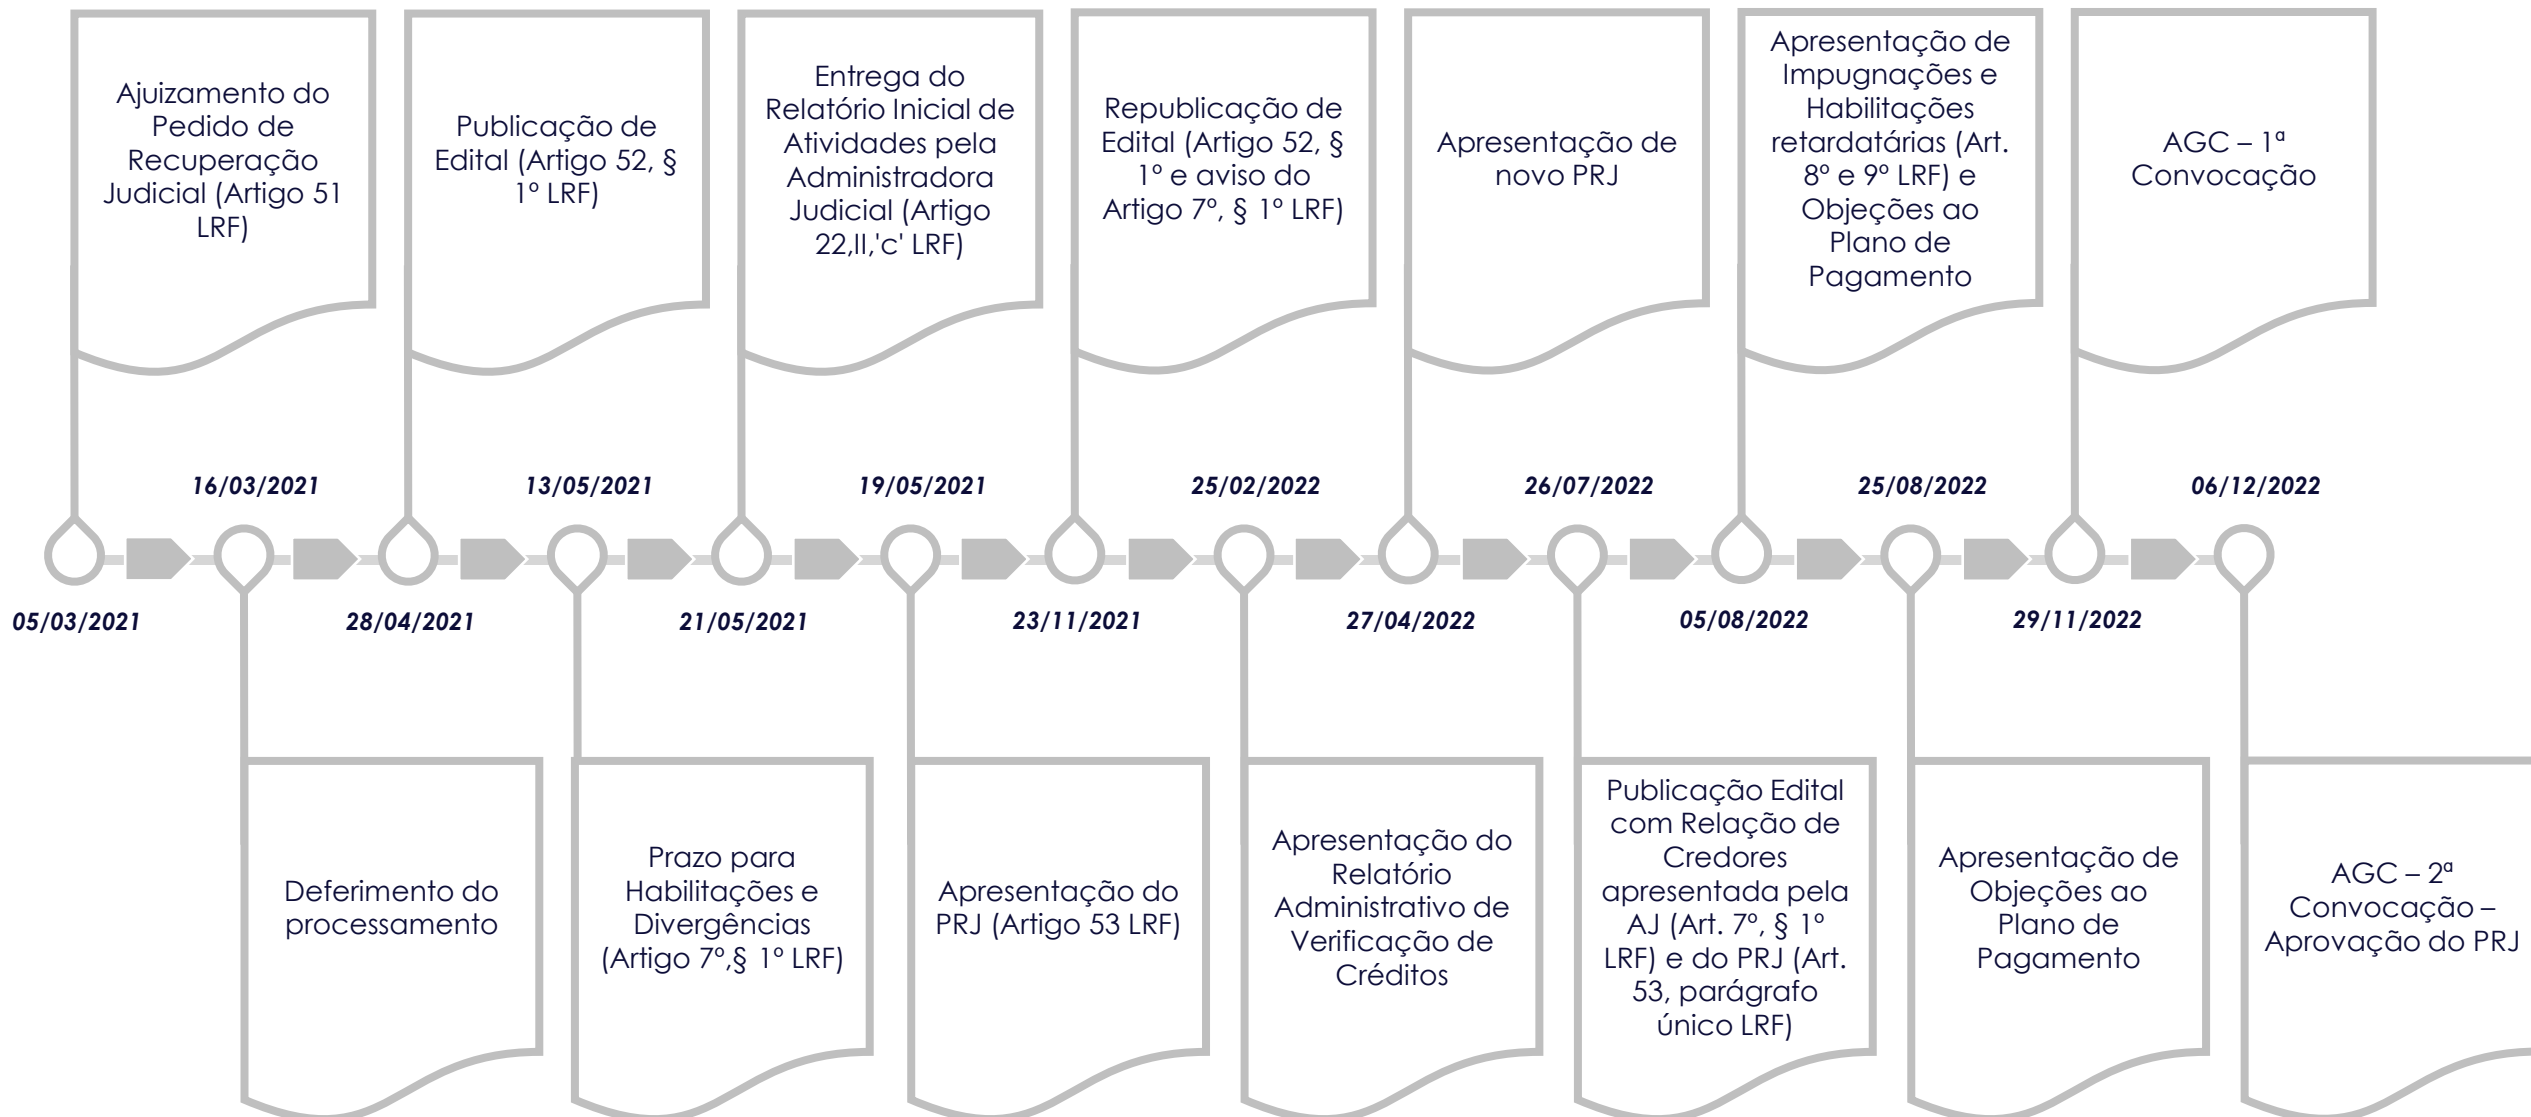 Ajuizamento do
Pedido de
Recuperação
Judicial (Artigo 51
LRF)
Publicação de
Edital (Artigo 52, §
1º LRF)
Entrega do
Relatório Inicial de
Atividades pela
Administradora
Judicial (Artigo
22,II,'c' LRF)
Republicação de
Edital (Artigo 52, §
1º e aviso do
Artigo 7º, § 1º LRF)
Apresentação de
novo PRJ
Apresentação de
Impugnações e
Habilitações
retardatárias (Art.
8º e 9º LRF) e
Objeções ao
Plano de
Pagamento
AGC – 1ª
Convocação
16/03/2021
13/05/2021
19/05/2021
25/02/2022
26/07/2022
25/08/2022
06/12/2022
05/03/2021
28/04/2021
21/05/2021
23/11/2021
27/04/2022
05/08/2022
29/11/2022
Deferimento do
processamento
Prazo para
Habilitações e
Divergências
(Artigo 7º,§ 1º LRF)
Apresentação do
PRJ (Artigo 53 LRF)
Apresentação do
Relatório
Administrativo de
Verificação de
Créditos
Publicação Edital
com Relação de
Credores
apresentada pela
AJ (Art. 7º, § 1º
LRF) e do PRJ (Art.
53, parágrafo
único LRF)
Apresentação de
Objeções ao
Plano de
Pagamento
AGC – 2ª
Convocação –
Aprovação do PRJ